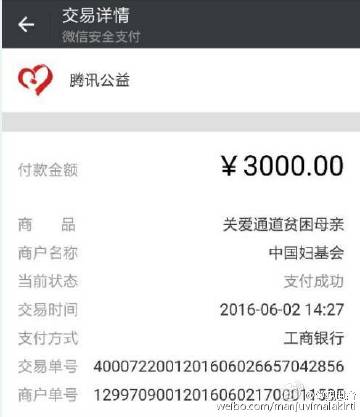 交易详情
微信安全支付
腾讯公益
付款金额 ¥3000.00
商 品 关爱通道贫困母亲
商户名称 中国妇基会
当前状态 支付成功
交易时间 2016-06-02 14:27
支付方式 工商银行
交易单号 4000722001201606026657042856
商户单号
weibo.com/manjuvimalakirti